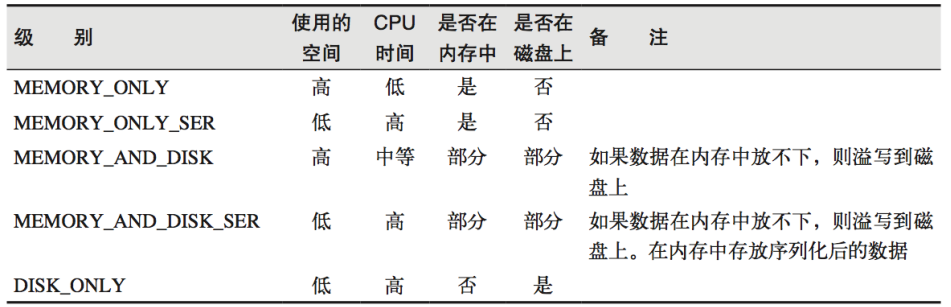 级 别 使用的空间 CPU时间 是否在内存中 是否在磁盘上 备 注
MEMORY_ONLY 高 低 是 否
MEMORY_ONLY_SER 低 高 是 否
MEMORY_AND_DISK 高 中等 部分 部分 如果数据在内存中放不下，则溢写到磁
盘上
MEMORY_AND_DISK_SER 低 高 部分 部分 如果数据在内存中放不下，则溢写到磁
盘上。在内存中存放序列化后的数据
DISK_ONLY 低 高 否 是